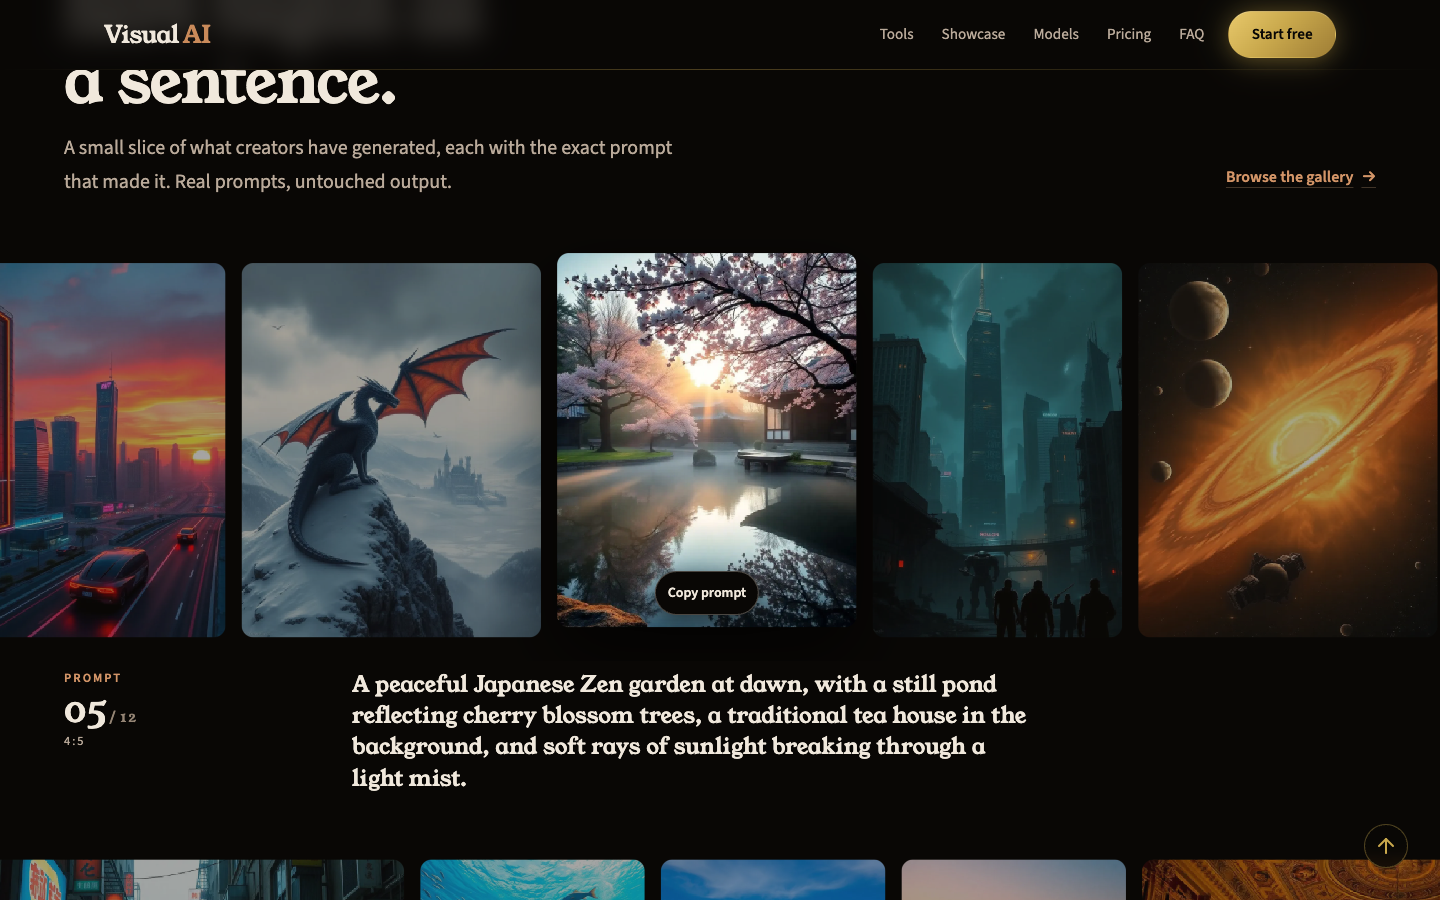 Visual AI
Tools
Showcase
Models
Pricing
FAQ
Start free
a sentence.
A small slice of what creators have generated, each with the exact prompt
that made it. Real prompts, untouched output.
Browse the gallery →
Copy prompt
PROMPT
05 / 12
4:5
A peaceful Japanese Zen garden at dawn, with a still pond
reflecting cherry blossom trees, a traditional tea house in the
background, and soft rays of sunlight breaking through a
light mist.